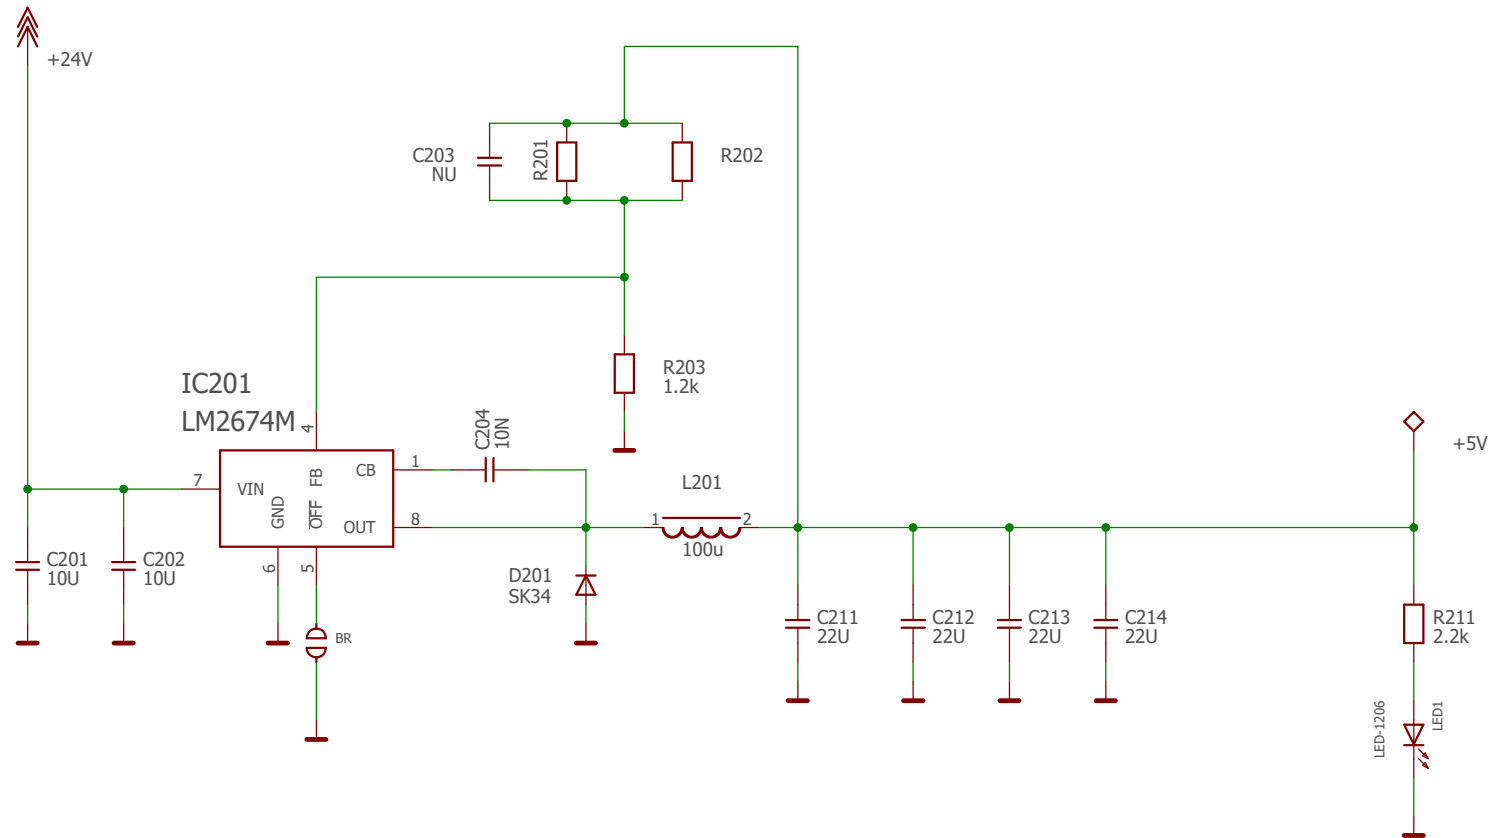 +24V
C203
NU
R201
R202
R203
1.2k
IC201
LM2674M
4
C204
10N
7
VIN
FB
CB
1
GND
OFF
OUT
8
6
5
L201
1
2
100u
+5V
C201
10U
C202
10U
D201
SK34
BR
C211
22U
C212
22U
C213
22U
C214
22U
R211
2.2k
LED-1206
LED1